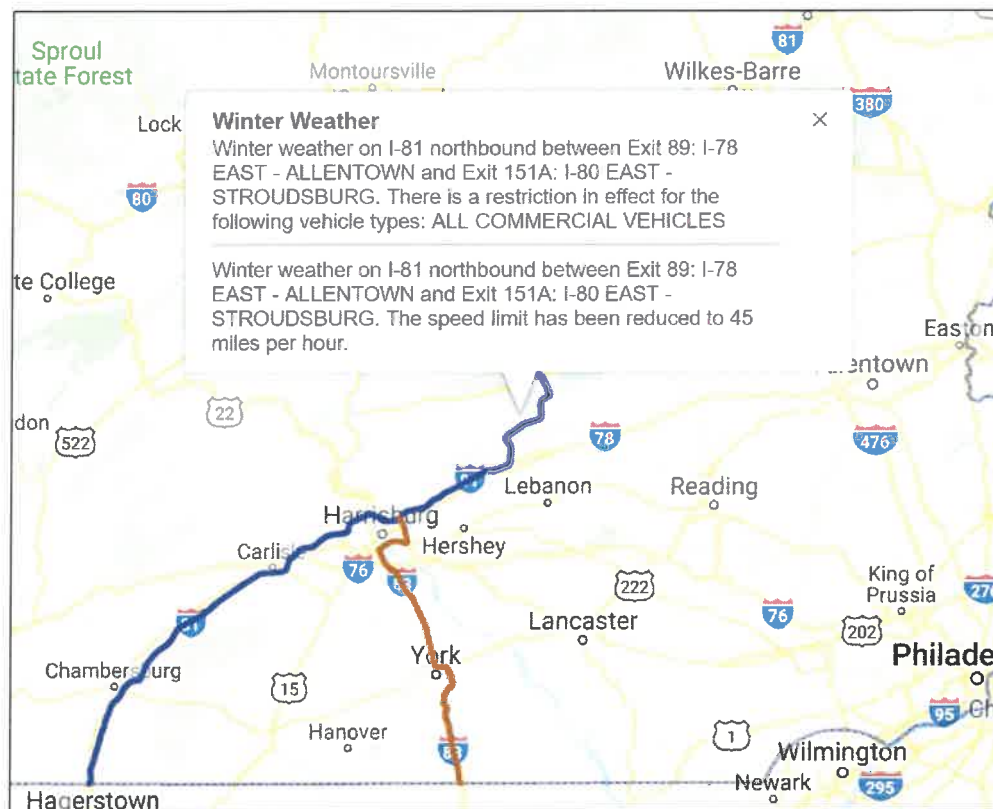 Sproul
tate Forest
81
Montoursville
Wilkes-Barre
380
Lock
Winter Weather
×
Winter weather on I-81 northbound between Exit 89: I-78
EAST - ALLENTOWN and Exit 151A: I-80 EAST -
STROUDSBURG. There is a restriction in effect for the
following vehicle types: ALL COMMERCIAL VEHICLES
80
Winter weather on I-81 northbound between Exit 89: I-78
EAST - ALLENTOWN and Exit 151A: I-80 EAST -
STROUDSBURG. The speed limit has been reduced to 45
miles per hour.
te College
Easton
entown
22
don
522
78
476
81
Lebanon
Reading
Harrisburg
Hershey
Carlisle
76
83
222
King of
Prussia
276
81
Lancaster
76
202
York
Philade
Chambersburg
15
95
Ch
Hanover
83
1
Wilmington
Newark
295
Hagerstown